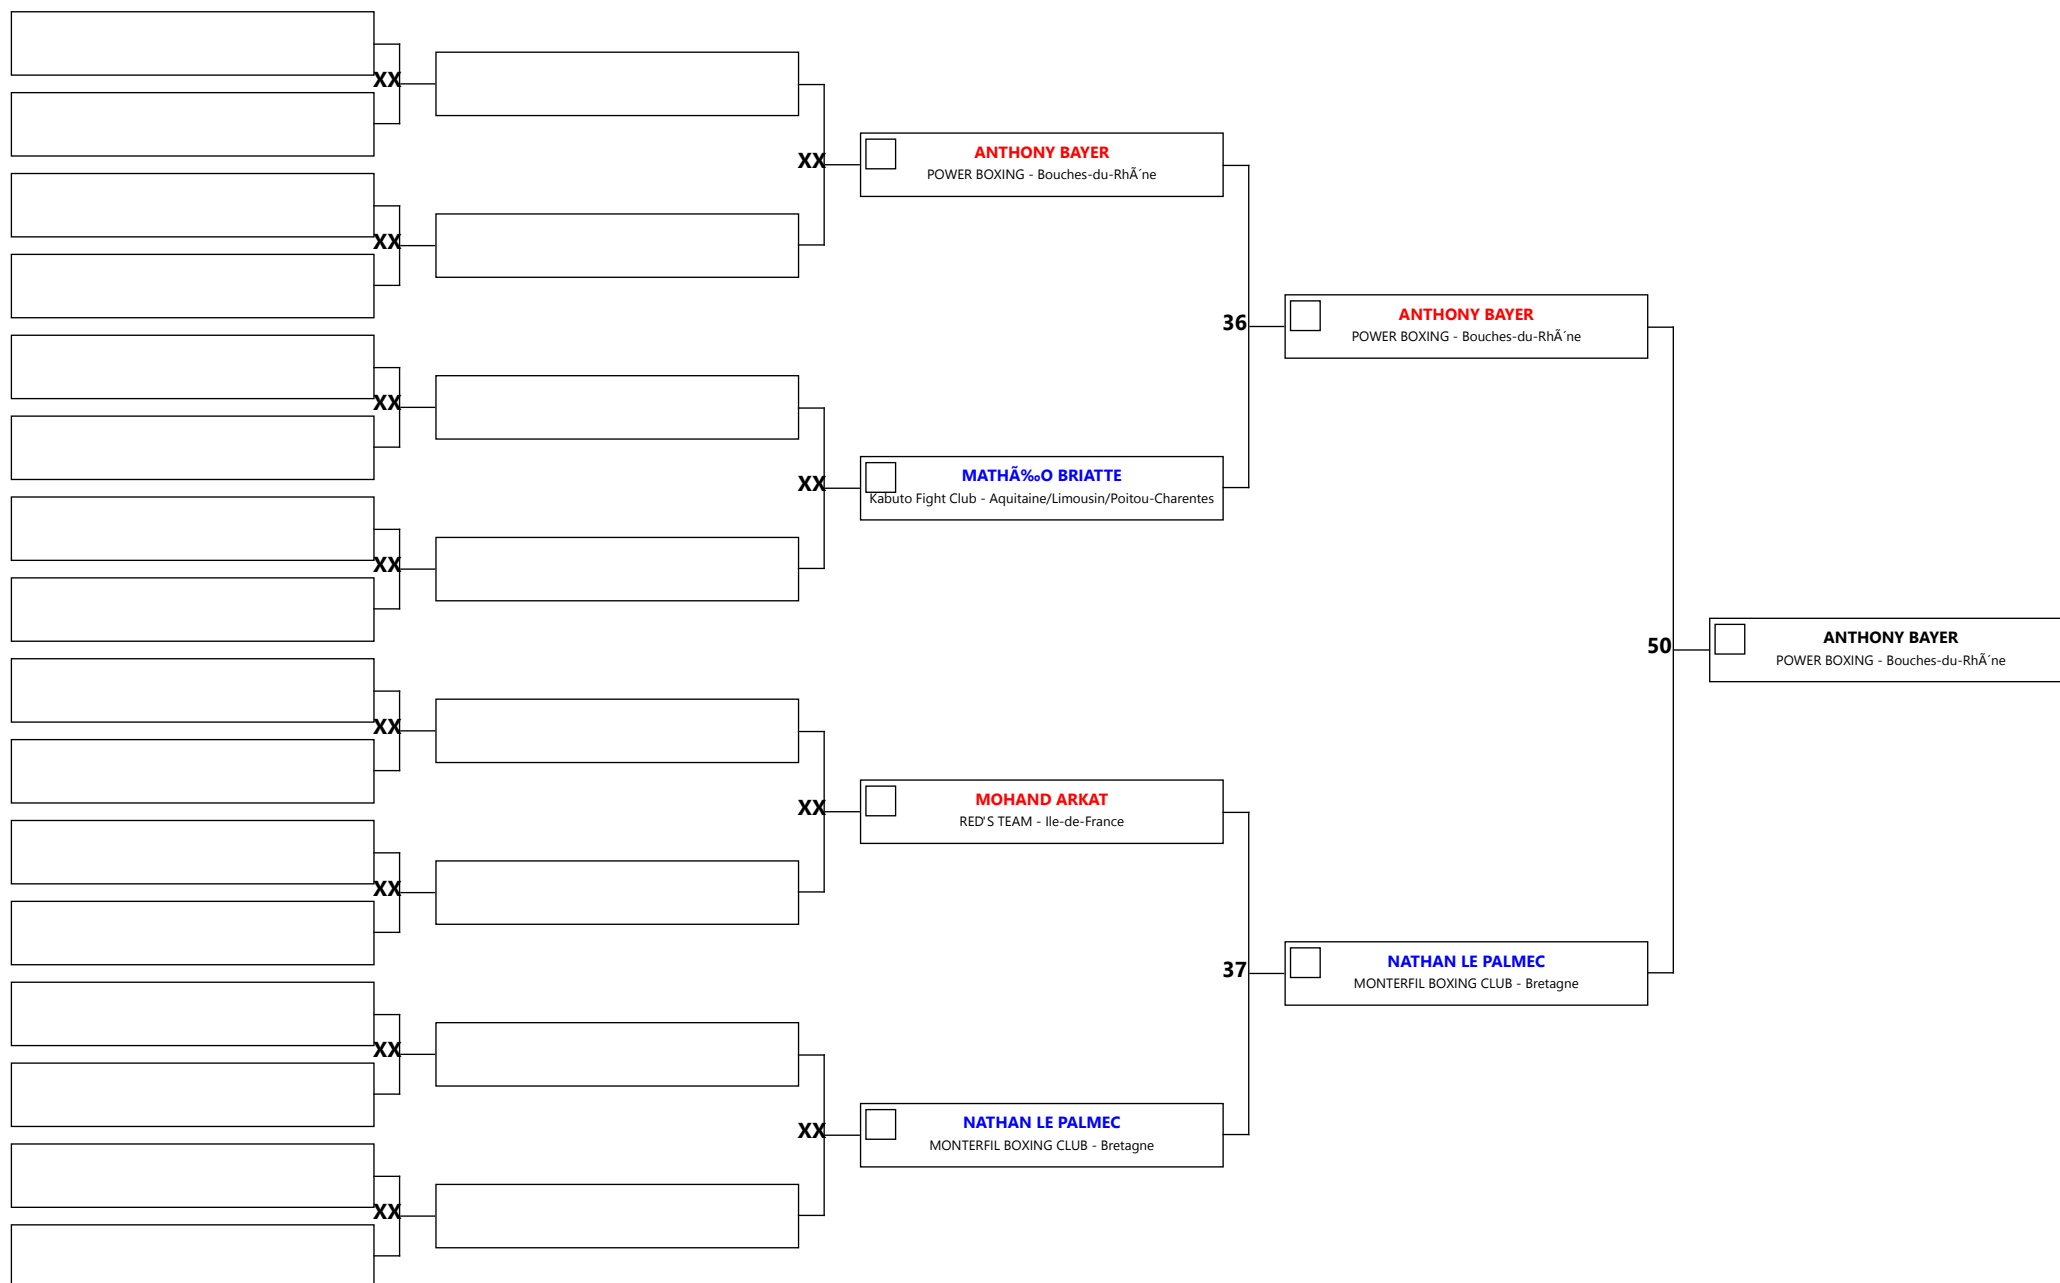 XX
XX
ANTHONY BAYER
POWER BOXING - Bouches-du-RhÃ´ne
XX
36
ANTHONY BAYER
POWER BOXING - Bouches-du-RhÃ´ne
XX
XX
MATHÃ‰O BRIATTE
Kabuto Fight Club - Aquitaine/Limousin/Poitou-Charentes
XX
50
ANTHONY BAYER
POWER BOXING - Bouches-du-RhÃ´ne
XX
XX
MOHAND ARKAT
RED'S TEAM - Ile-de-France
XX
37
NATHAN LE PALMEC
MONTERFIL BOXING CLUB - Bretagne
XX
XX
NATHAN LE PALMEC
MONTERFIL BOXING CLUB - Bretagne
XX